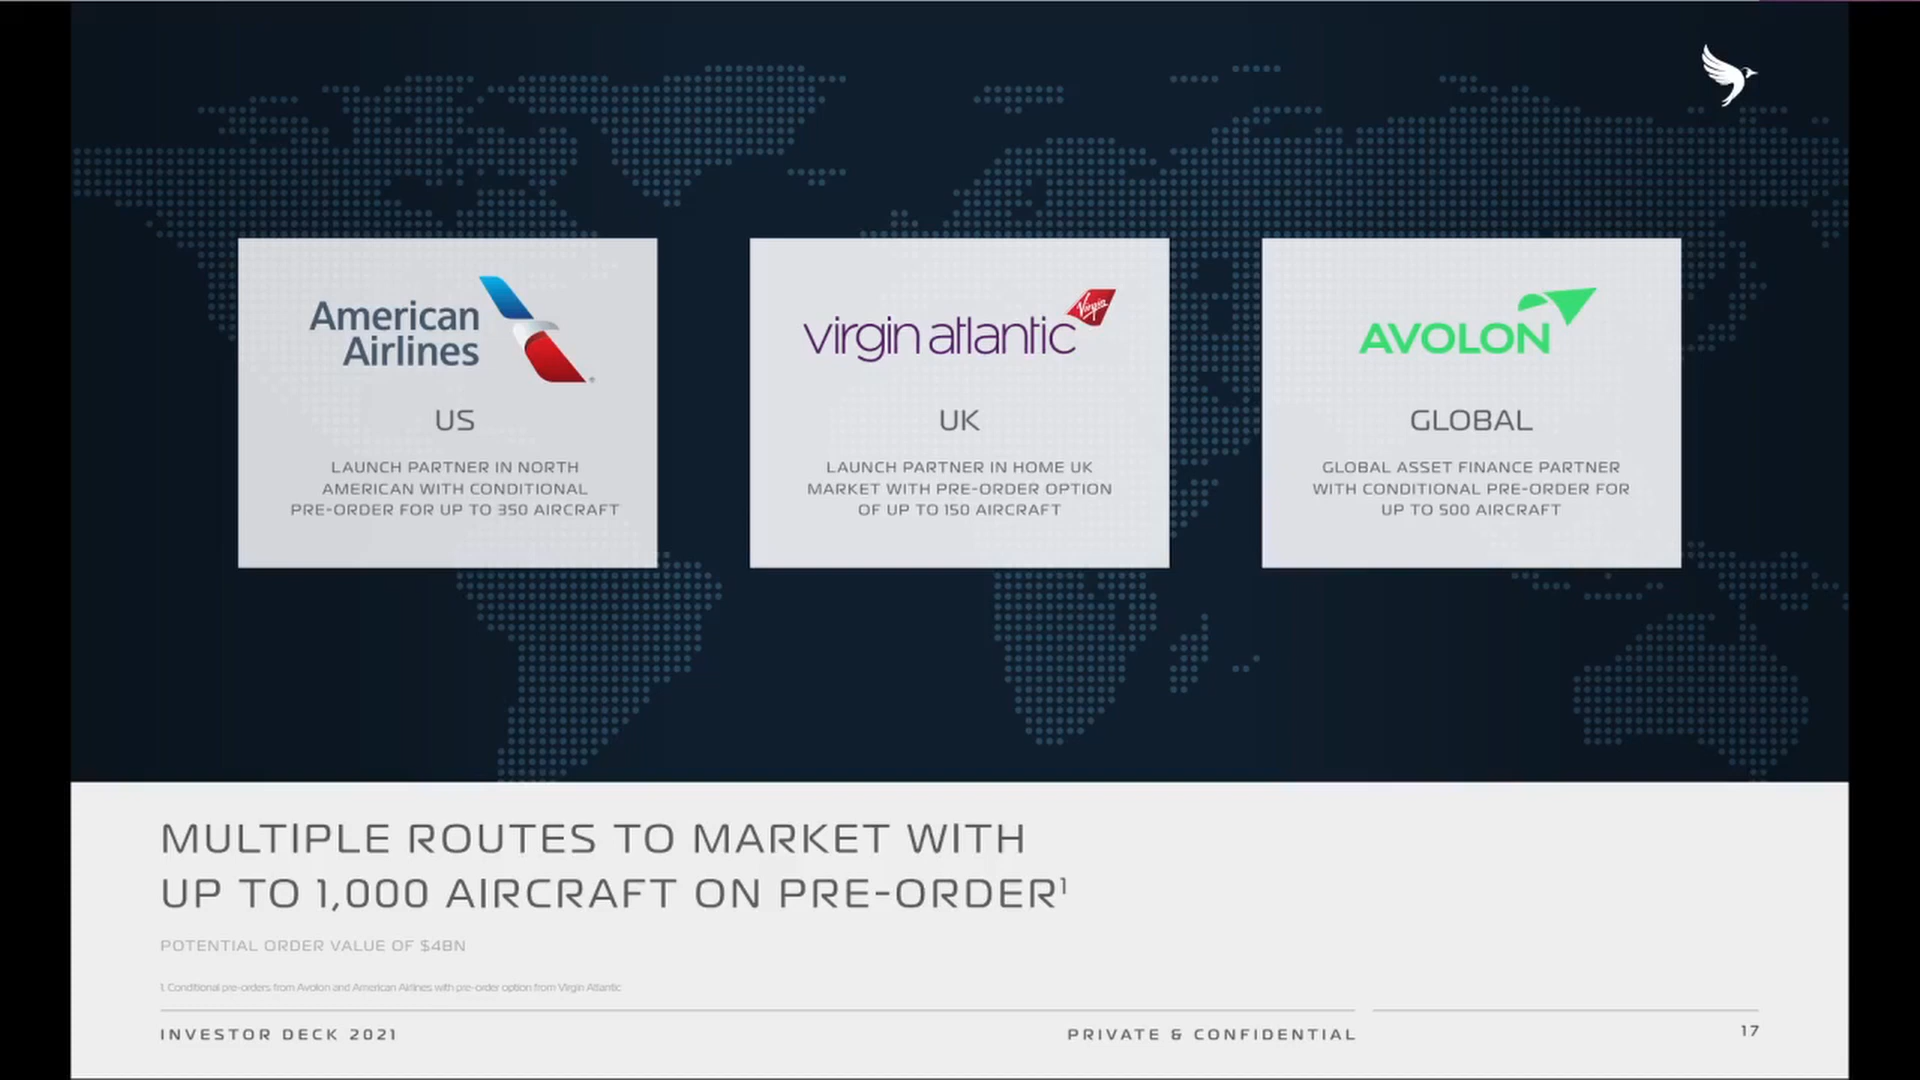 American
Airlines
US
LAUNCH PARTNER IN NORTH
AMERICAN WITH CONDITIONAL
PRE-ORDER FOR UP TO 350 AIRCRAFT
virgin atlantic
Virgin
UK
LAUNCH PARTNER IN HOME UK
MARKET WITH PRE-ORDER OPTION
OF UP TO 150 AIRCRAFT
AVOLON
GLOBAL
GLOBAL ASSET FINANCE PARTNER
WITH CONDITIONAL PRE-ORDER FOR
UP TO 500 AIRCRAFT
MULTIPLE ROUTES TO MARKET WITH
UP TO 1,000 AIRCRAFT ON PRE-ORDER¹
POTENTIAL ORDER VALUE OF $4BN
1. Conditional pre-orders from Avolon and American Airlines with pre-order option from Virgin Atlantic
INVESTOR DECK 2021
PRIVATE & CONFIDENTIAL
17